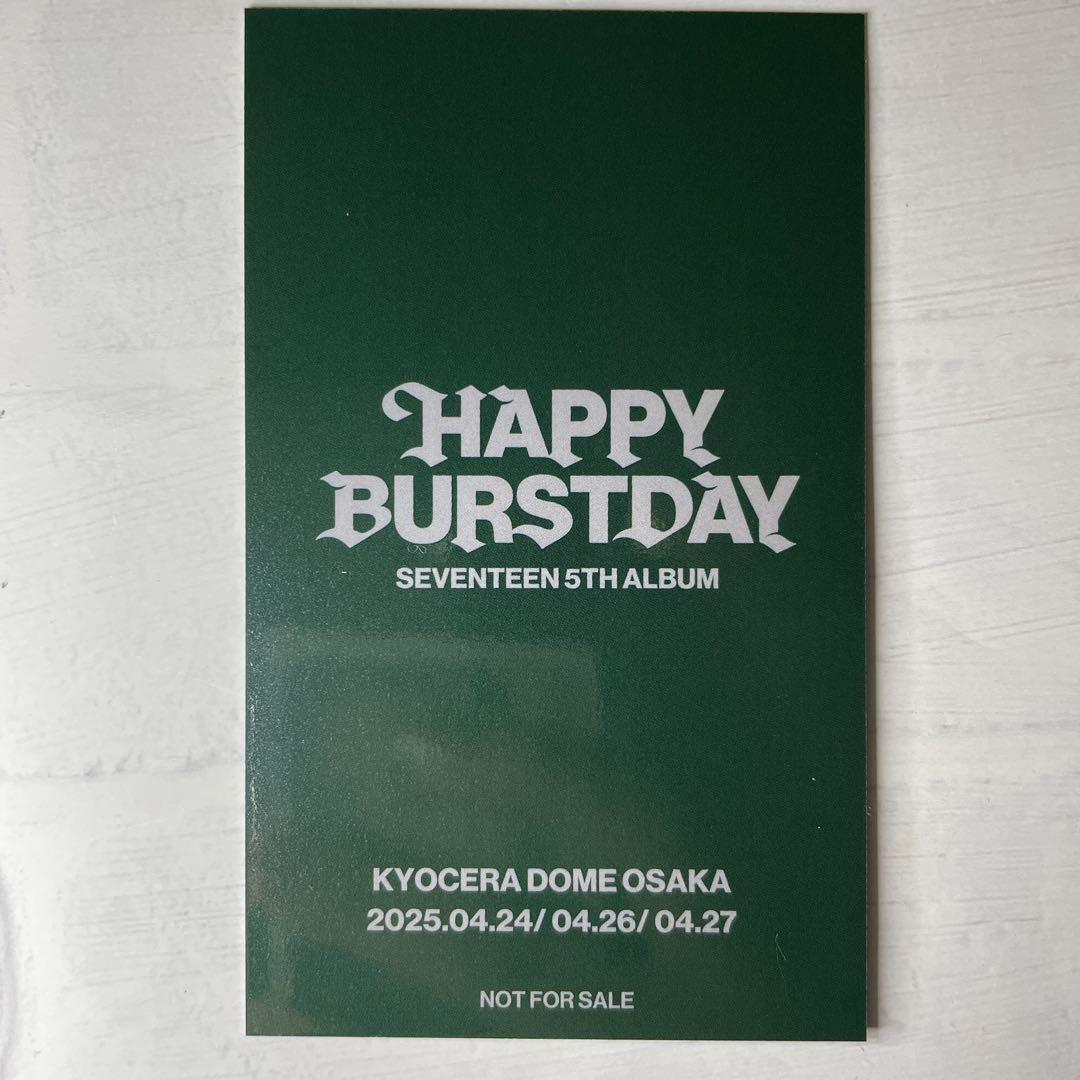 HAPPY
BURSTDAY
SEVENTEEN 5TH ALBUM
KYOCERA DOME OSAKA
2025.04.24/ 04.26/ 04.27
NOT FOR SALE